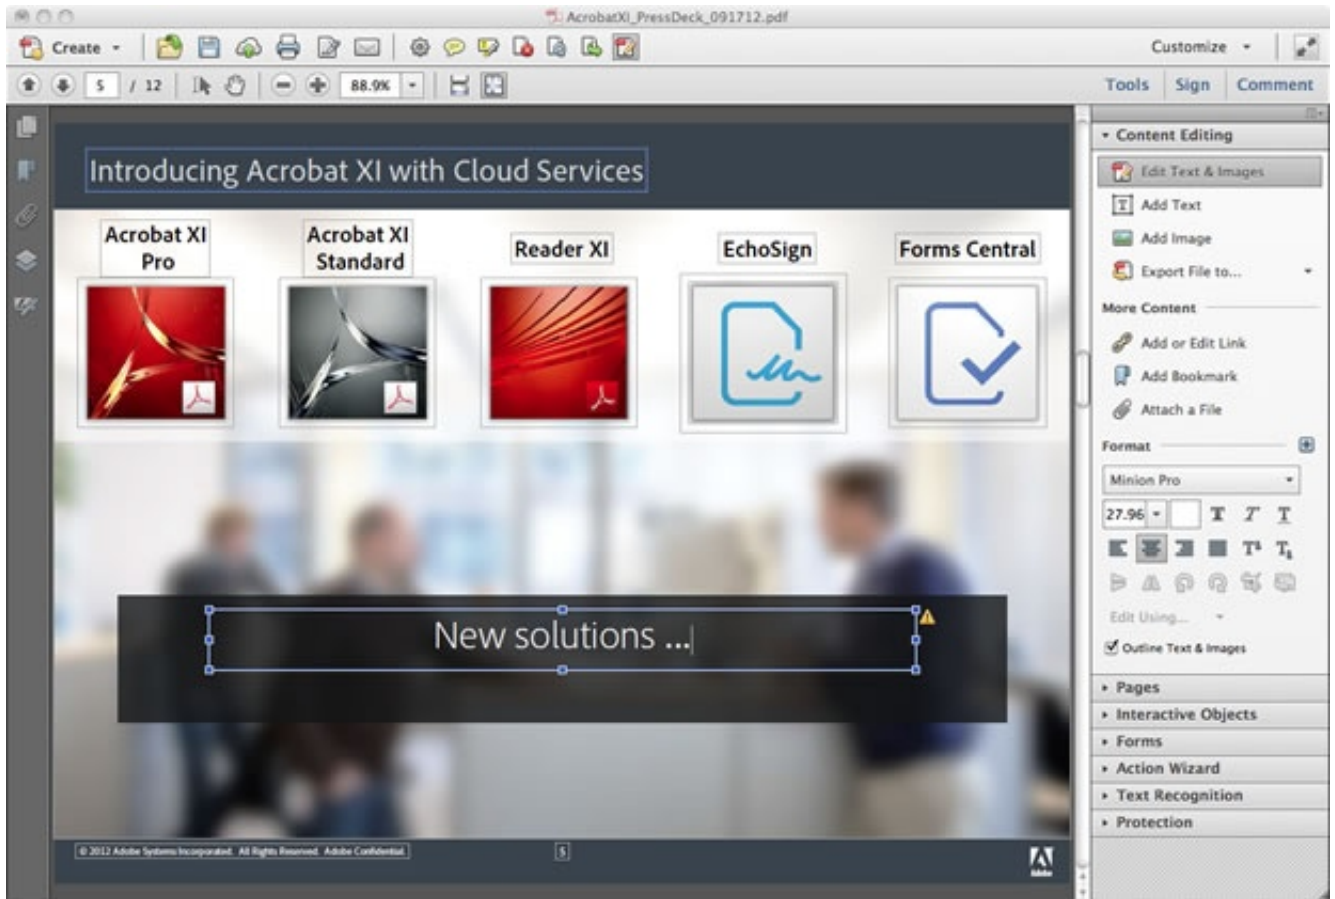 AcrobatXI_PressDeck_091712.pdf
Create
Customize
5 / 12
88.9%
Tools
Sign
Comment
Introducing Acrobat XI with Cloud Services
Acrobat XI
Pro
Acrobat XI
Standard
Reader XI
EchoSign
Forms Central
New solutions ...
© 2012 Adobe Systems Incorporated. All Rights Reserved. Adobe Confidential.
5
Adobe
Content Editing
Edit Text & Images
Add Text
Add Image
Export File to...
More Content
Add or Edit Link
Add Bookmark
Attach a File
Format
Minion Pro
27.96
Edit Using...
Outline Text & Images
Pages
Interactive Objects
Forms
Action Wizard
Text Recognition
Protection